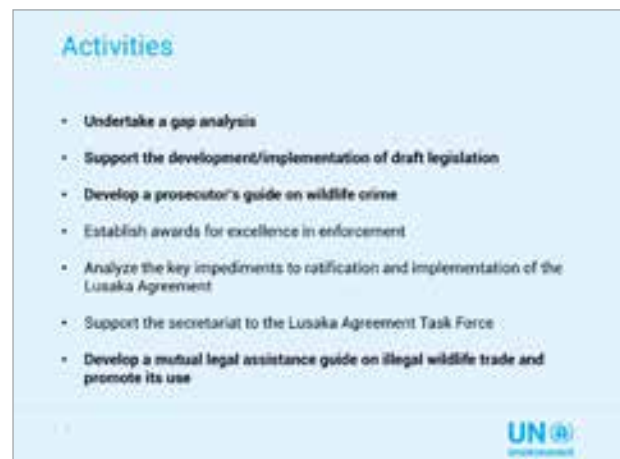 Activities
• Undertake a gap analysis
• Support the development/implementation of draft legislation
• Develop a prosecutor's guide on wildlife crime
• Establish awards for excellence in enforcement
• Analyze the key impediments to ratification and implementation of the
Lusaka Agreement
• Support the secretariat to the Lusaka Agreement Task Force
• Develop a mutual legal assistance guide on illegal wildlife trade and
promote its use
UN